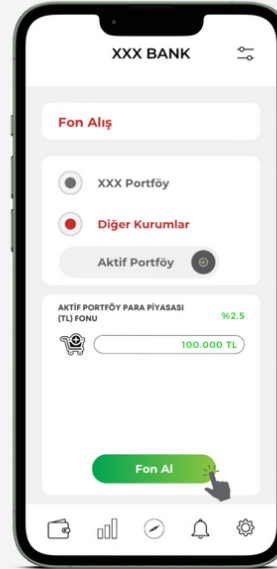 XXX BANK
Fon Alış
XXX Portföy
Diğer Kurumlar
Aktif Portföy
AKTİF PORTFÖY PARA PİYASASI
(TL) FONU
%2.5
100.000 TL
Fon Al